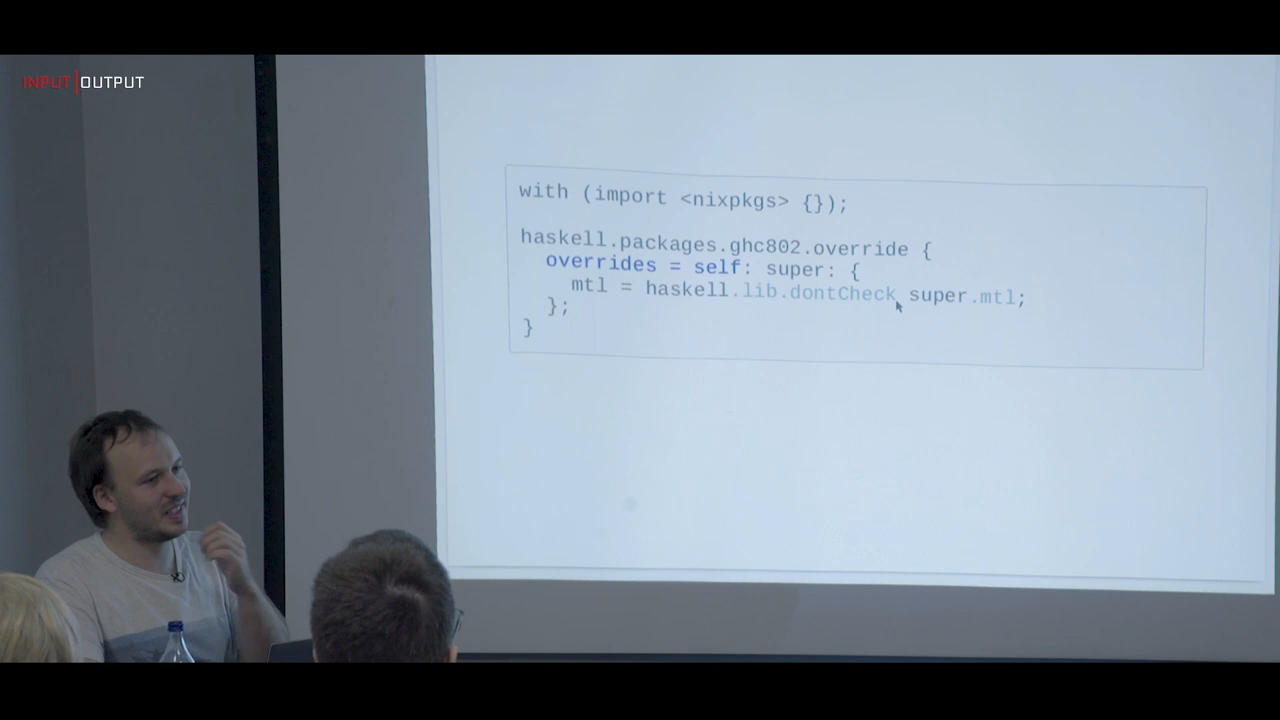 INPUT|OUTPUT
with (import <nixpkgs> {});
haskell.packages.ghc802.override {
overrides = self: super: {
mtl = haskell.lib.dontCheck super.mtl;
};
}